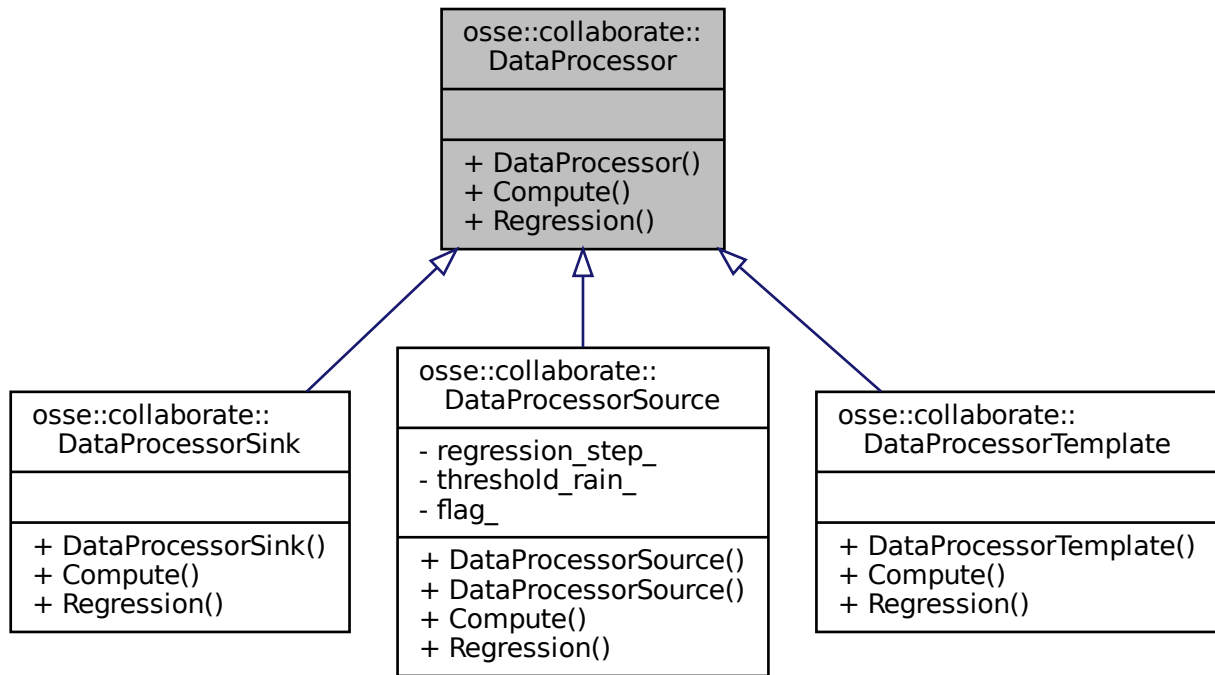 osse::collaborate::
DataProcessor
+ DataProcessor()
+ Compute()
+ Regression()
osse::collaborate::
DataProcessorSink
+ DataProcessorSink()
+ Compute()
+ Regression()
osse::collaborate::
DataProcessorSource
- regression_step_
- threshold_rain_
- flag_
+ DataProcessorSource()
+ DataProcessorSource()
+ Compute()
+ Regression()
osse::collaborate::
DataProcessorTemplate
+ DataProcessorTemplate()
+ Compute()
+ Regression()